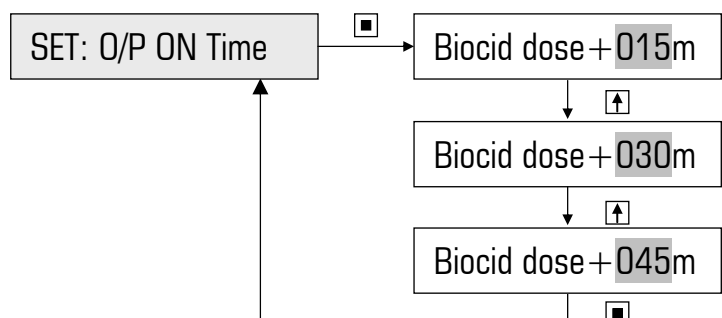 SET: O/P ON Time
Biocid dose+015m
Biocid dose+030m
Biocid dose+045m